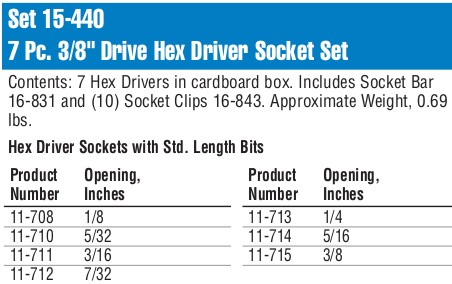 Set 15-440
7 Pc. 3/8" Drive Hex Driver Socket Set
Contents: 7 Hex Drivers in cardboard box. Includes Socket Bar
16-831 and (10) Socket Clips 16-843. Approximate Weight, 0.69
lbs.
Hex Driver Sockets with Std. Length Bits
Product Number Opening, Inches
11-708 1/8
11-710 5/32
11-711 3/16
11-712 7/32
Product Number Opening, Inches
11-713 1/4
11-714 5/16
11-715 3/8